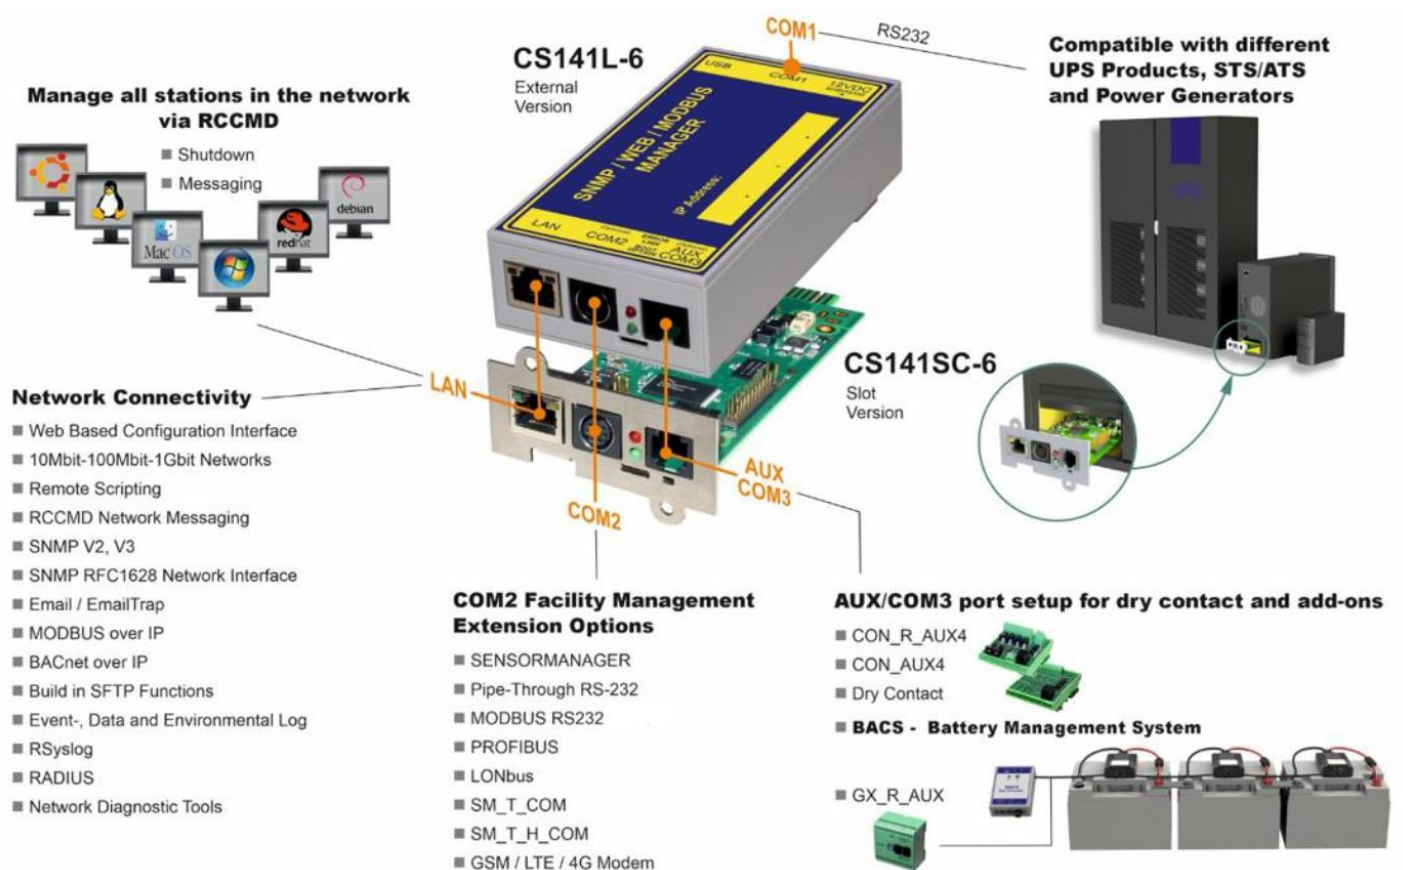 COM1
RS232
CS141L-6
External
Version
Compatible with different
UPS Products, STS/ATS
and Power Generators
Manage all stations in the network
via RCCMD
Shutdown
Messaging
debian
redhat
Mac OS
USB
COM1
12VDC
SNMP / WEB / MODBUS
MANAGER
IP Address:
LAN
COM2
ERROR
LINK
BOOT
OPTION
AUX
COM3
UPS
CS141SC-6
Slot
Version
LAN
AUX
COM3
COM2
Network Connectivity
Web Based Configuration Interface
10Mbit-100Mbit-1Gbit Networks
Remote Scripting
RCCMD Network Messaging
SNMP V2, V3
SNMP RFC1628 Network Interface
Email / EmailTrap
MODBUS over IP
BACnet over IP
Build in SFTP Functions
Event-, Data and Environmental Log
RSyslog
RADIUS
Network Diagnostic Tools
COM2 Facility Management
Extension Options
SENSORMANAGER
Pipe-Through RS-232
MODBUS RS232
PROFIBUS
LONbus
SM_T_COM
SM_T_H_COM
GSM / LTE / 4G Modem
AUX/COM3 port setup for dry contact and add-ons
CON_R_AUX4
CON_AUX4
Dry Contact
BACS - Battery Management System
GX_R_AUX
BACS